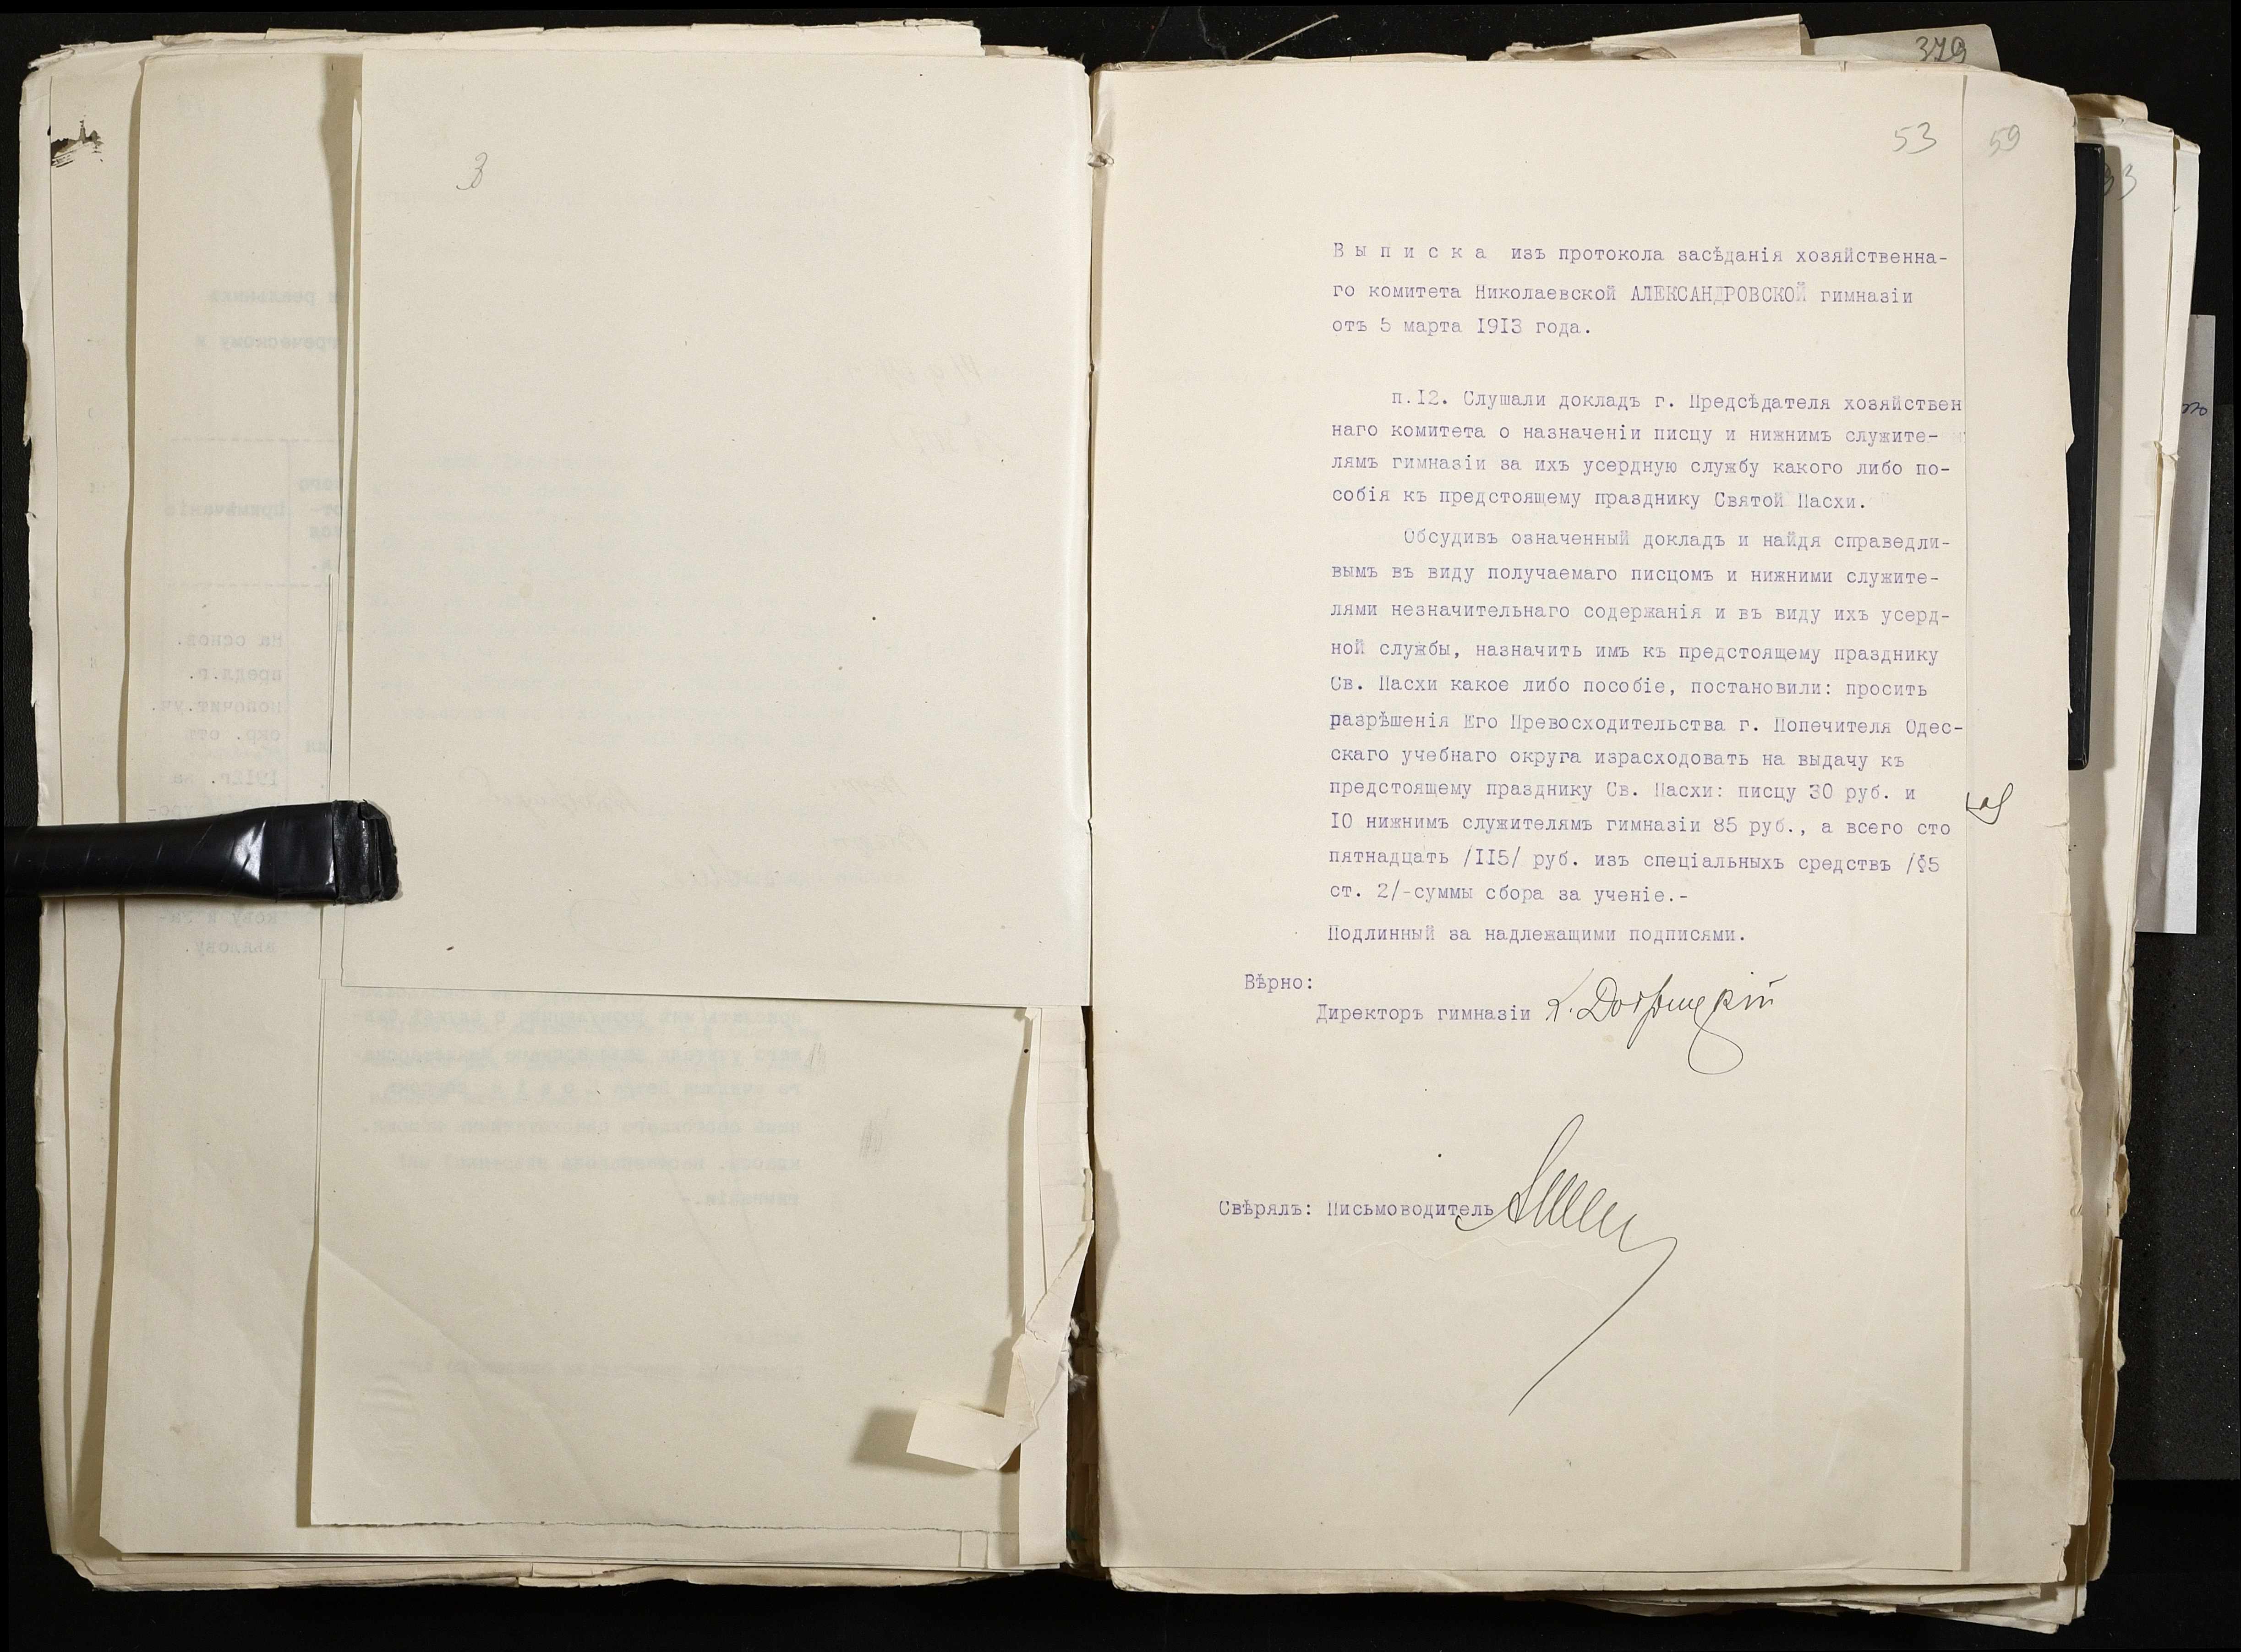 3
379
53 59
33
В ы п и с к а изъ протокола засѣданія хозяйственна-
го комитета Николаевской АЛЕКСАНДРОВСКОЙ гимназіи
отъ 5 марта 1913 года.
п.12. Слушали докладъ г. Предсѣдателя хозяйствен
наго комитета о назначеніи писцу и нижнимъ служите-
лямъ гимназіи за ихъ усердную службу какого либо по-
собія къ предстоящему празднику Святой Пасхи.
Обсудивъ означенный докладъ и найдя справедли-
вымъ въ виду получаемаго писцомъ и нижними служите-
лями незначительнаго содержанія и въ виду ихъ усерд-
ной службы, назначить имъ къ предстоящему празднику
Св. Пасхи какое либо пособіе, постановили: просить
разрѣшенія Его Превосходительства г. Попечителя Одес-
скаго учебнаго округа израсходовать на выдачу къ
предстоящему празднику Св. Пасхи: писцу 30 руб. и
10 нижнимъ служителямъ гимназіи 85 руб., а всего сто
пятнадцать /115/ руб. изъ спеціальныхъ средствъ /§5
ст. 2/-суммы сбора за ученіе.-
Подлинный за надлежащими подписями.
Вѣрно:
Директоръ гимназіи
Свѣрялъ: Письмоводитель